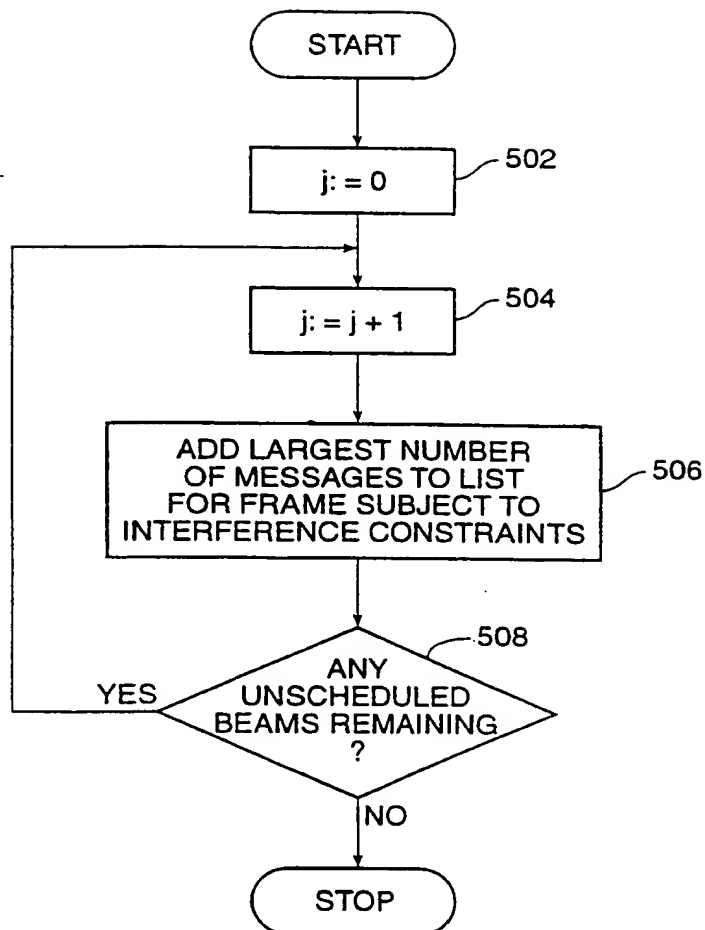 START
j: = 0
502
j: = j + 1
504
ADD LARGEST NUMBER
OF MESSAGES TO LIST
FOR FRAME SUBJECT TO
INTERFERENCE CONSTRAINTS
506
508
ANY
UNSCHEDULED
BEAMS REMAINING
?
YES
NO
STOP